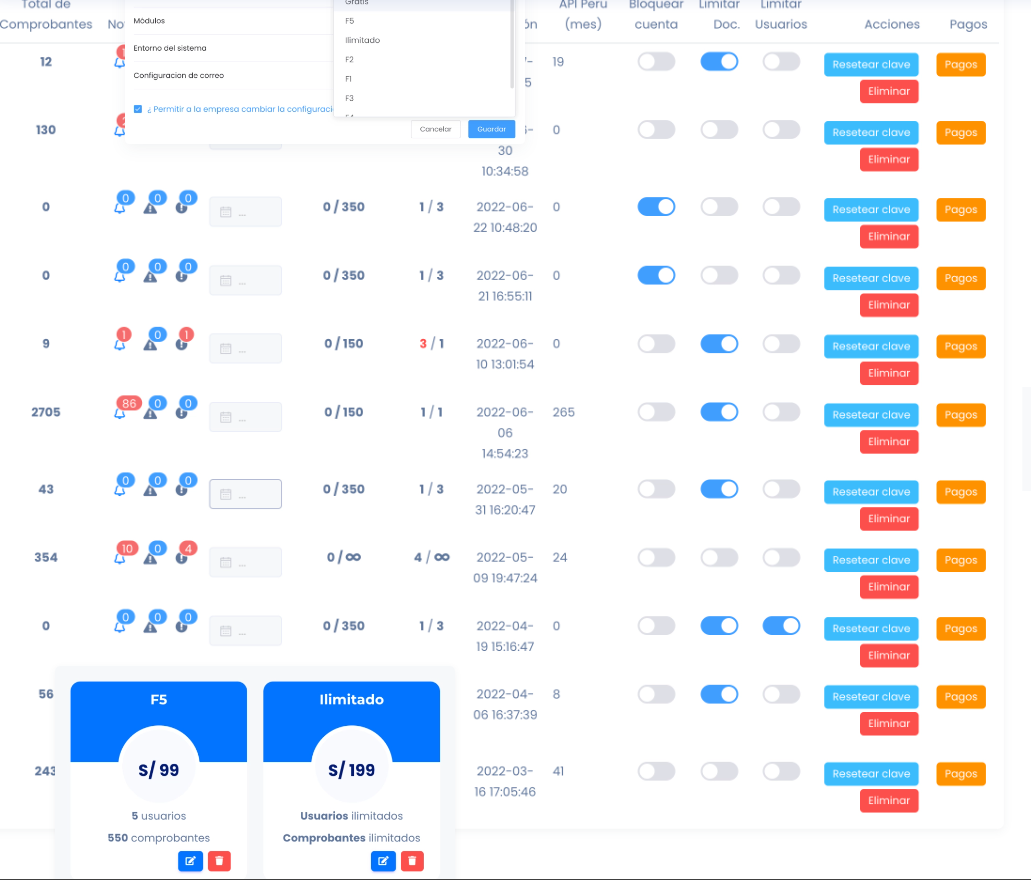 Total de
Comprobantes
API Peru
(mes)
Bloquear
cuenta
Limitar
Doc.
Limitar
Usuarios
Acciones
Pagos
Módulos
Entorno del sistema
Configuracion de correo
¿ Permitir a la empresa cambiar la configuraci
Gratis
F5
Ilimitado
F2
F1
F3
Cancelar
Guardar
12
19
Resetear clave
Pagos
Eliminar
130
30
10:34:58
0
Resetear clave
Pagos
Eliminar
0
0
0
0
...
0 / 350
1 / 3
2022-06-
22 10:48:20
0
Resetear clave
Pagos
Eliminar
0
0
0
0
...
0 / 350
1 / 3
2022-06-
21 16:55:11
0
Resetear clave
Pagos
Eliminar
9
1
0
1
...
0 / 150
3 / 1
2022-06-
10 13:01:54
0
Resetear clave
Pagos
Eliminar
2705
86
0
0
...
0 / 150
1 / 1
2022-06-
06
14:54:23
265
Resetear clave
Pagos
Eliminar
43
0
0
0
...
0 / 350
1 / 3
2022-05-
31 16:20:47
20
Resetear clave
Pagos
Eliminar
354
10
0
4
...
0 / ∞
4 / ∞
2022-05-
09 19:47:24
24
Resetear clave
Pagos
Eliminar
0
0
0
0
...
0 / 350
1 / 3
2022-04-
19 15:16:47
0
Resetear clave
Pagos
Eliminar
56
2022-04-
06 16:37:39
8
Resetear clave
Pagos
Eliminar
243
2022-03-
16 17:05:46
41
Resetear clave
Pagos
Eliminar
F5
S/ 99
5 usuarios
550 comprobantes
Ilimitado
S/ 199
Usuarios ilimitados
Comprobantes ilimitados